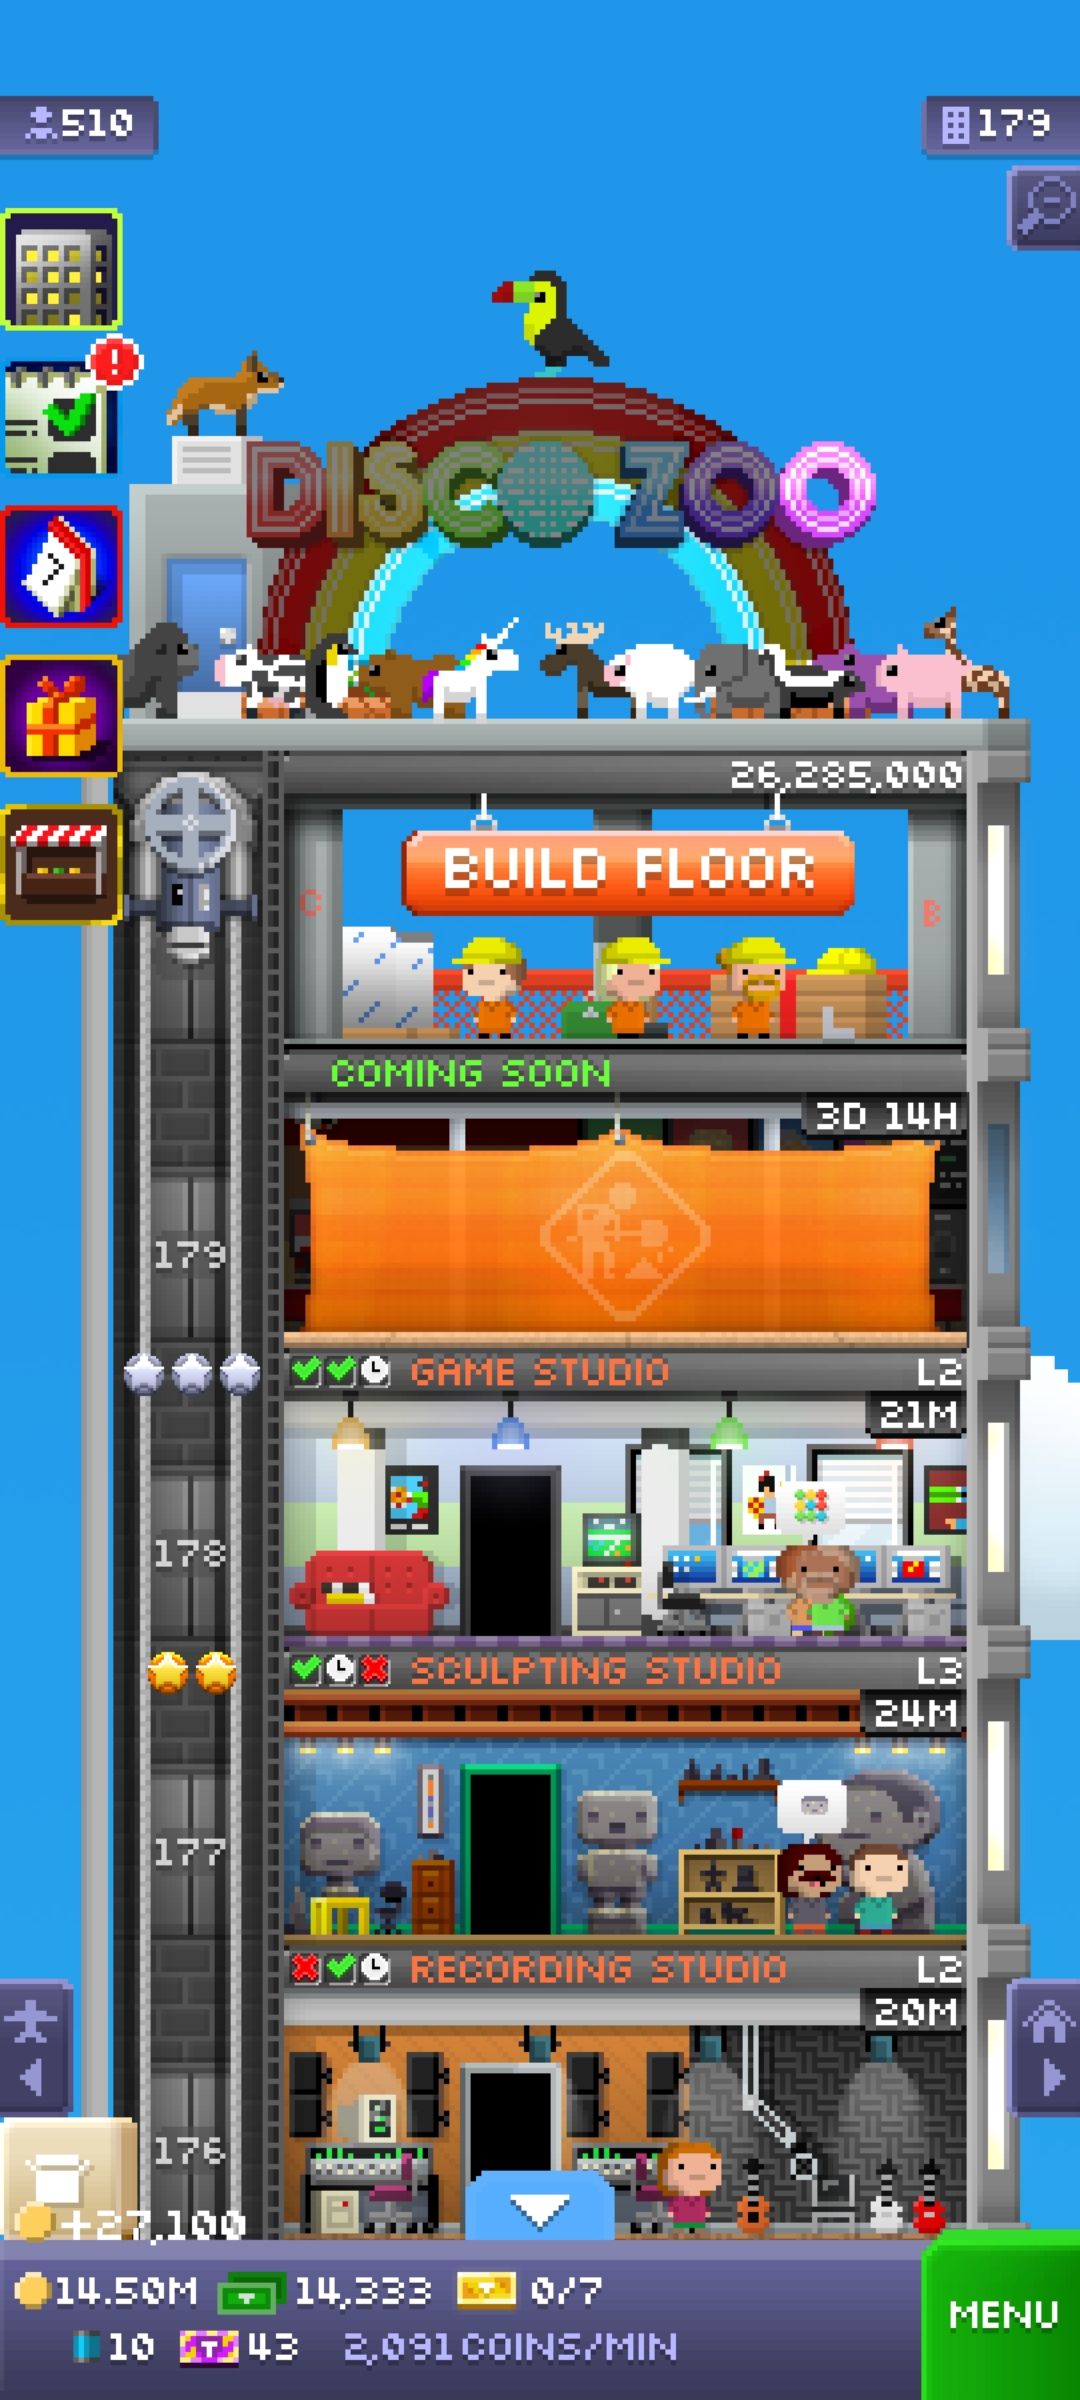 510
179
7
DISCO ZOO
26,285,000
BUILD FLOOR
C
B
L
COMING SOON
3D 14H
179
GAME STUDIO L2
21M
178
SCULPTING STUDIO L3
24M
177
RECORDING STUDIO L2
20M
176
+27,100
14.50M 14,333 0/7
10 T 43 2,091 COINS/MIN
MENU